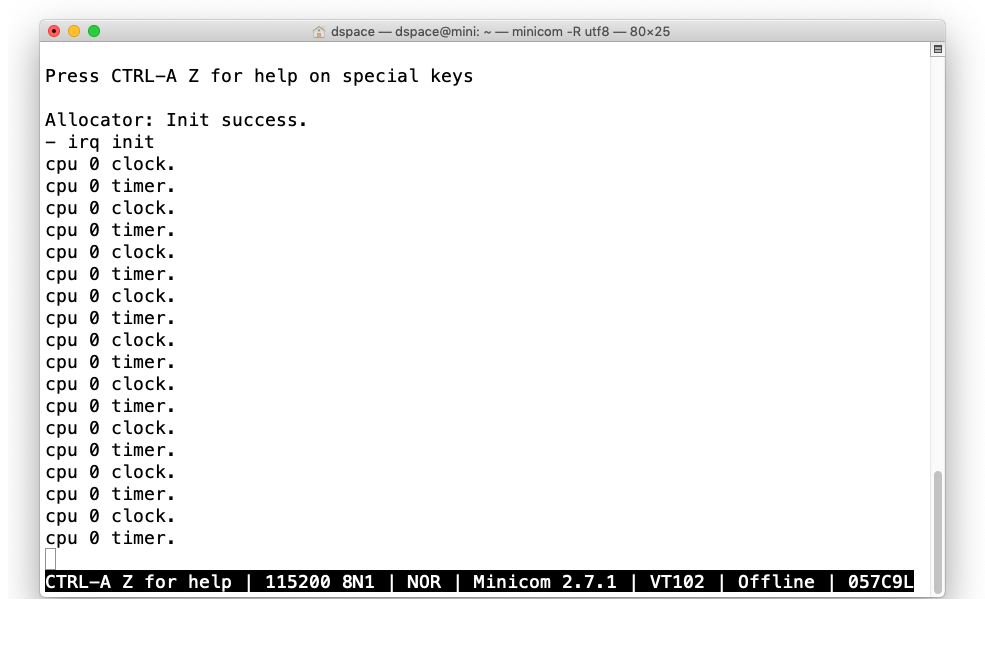 dspace — dspace@mini: ~ — minicom -R utf8 — 80×25
Press CTRL-A Z for help on special keys
Allocator: Init success.
- irq init
cpu 0 clock.
cpu 0 timer.
cpu 0 clock.
cpu 0 timer.
cpu 0 clock.
cpu 0 timer.
cpu 0 clock.
cpu 0 timer.
cpu 0 clock.
cpu 0 timer.
cpu 0 clock.
cpu 0 timer.
cpu 0 clock.
cpu 0 timer.
cpu 0 clock.
cpu 0 timer.
cpu 0 clock.
cpu 0 timer.
CTRL-A Z for help | 115200 8N1 | NOR | Minicom 2.7.1 | VT102 | Offline | 057C9L